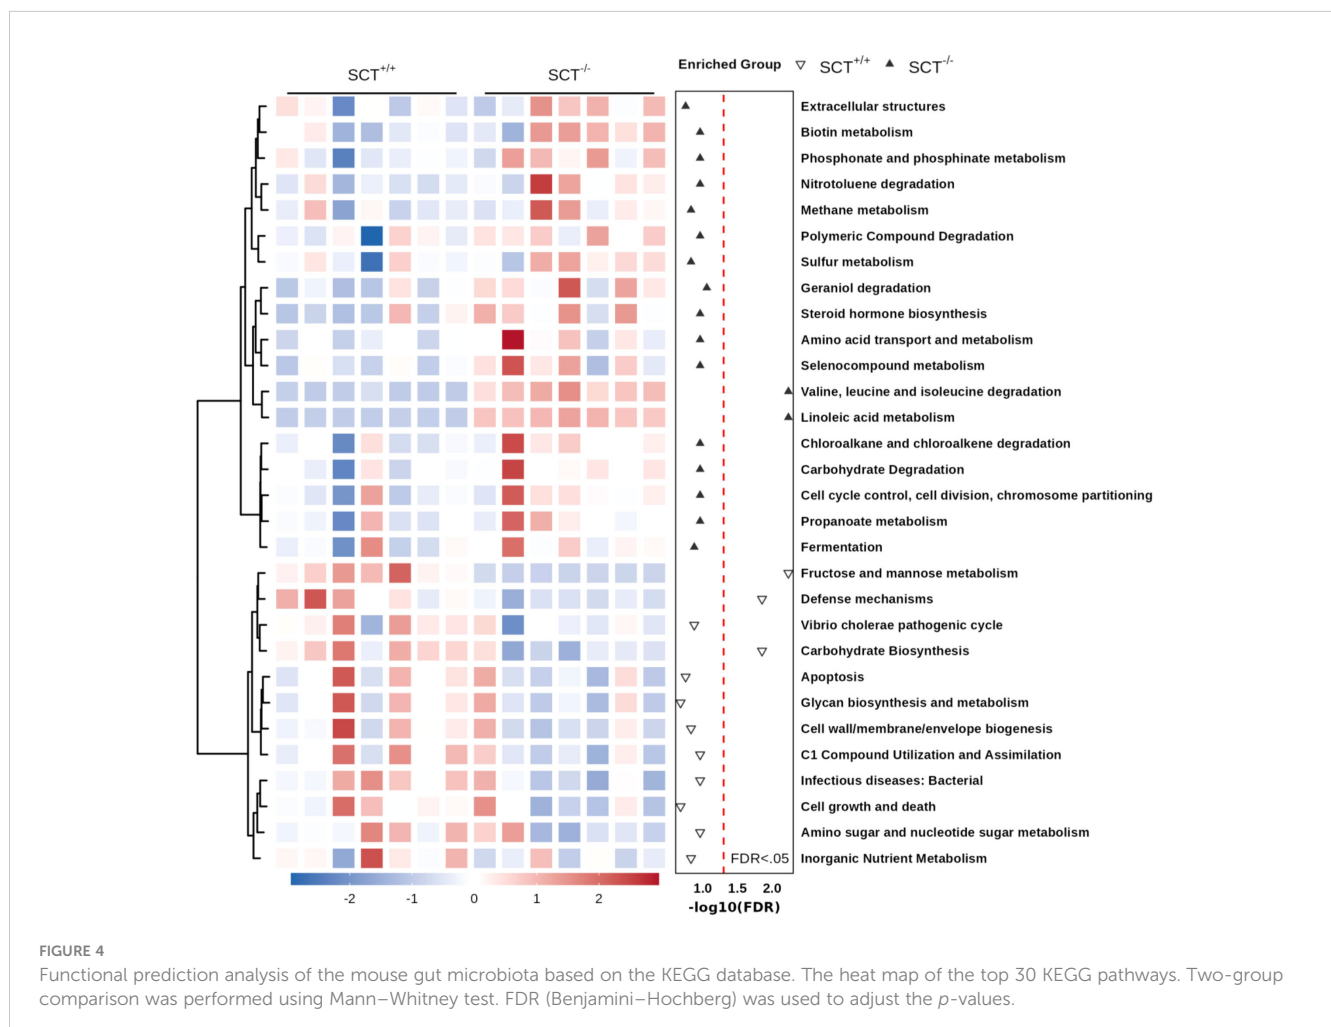 Enriched Group ▽ SCT+/+ ▲ SCT-/-
SCT+/+ SCT-/-
Extracellular structures
Biotin metabolism
Phosphonate and phosphinate metabolism
Nitrotoluene degradation
Methane metabolism
Polymeric Compound Degradation
Sulfur metabolism
Geraniol degradation
Steroid hormone biosynthesis
Amino acid transport and metabolism
Selenocompound metabolism
Valine, leucine and isoleucine degradation
Linoleic acid metabolism
Chloroalkane and chloroalkene degradation
Carbohydrate Degradation
Cell cycle control, cell division, chromosome partitioning
Propanoate metabolism
Fermentation
Fructose and mannose metabolism
Defense mechanisms
Vibrio cholerae pathogenic cycle
Carbohydrate Biosynthesis
Apoptosis
Glycan biosynthesis and metabolism
Cell wall/membrane/envelope biogenesis
C1 Compound Utilization and Assimilation
Infectious diseases: Bacterial
Cell growth and death
Amino sugar and nucleotide sugar metabolism
FDR<.05 Inorganic Nutrient Metabolism
-2 -1 0 1 2
1.0 1.5 2.0
-log10(FDR)
FIGURE 4
Functional prediction analysis of the mouse gut microbiota based on the KEGG database. The heat map of the top 30 KEGG pathways. Two-group
comparison was performed using Mann–Whitney test. FDR (Benjamini–Hochberg) was used to adjust the p-values.